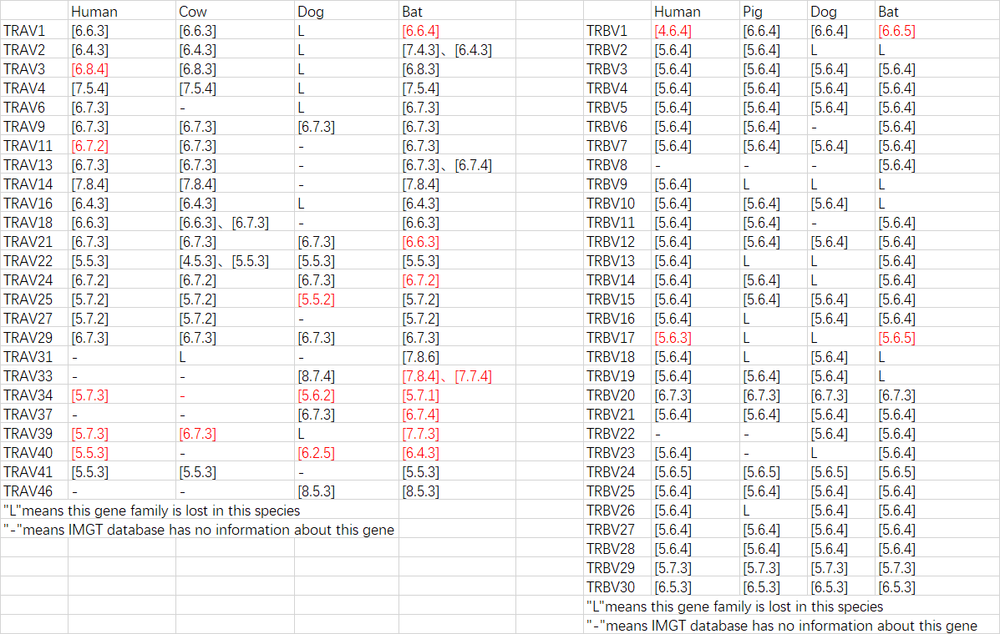 Human Cow Dog Bat Human Pig Dog Bat
TRAV1 [6.6.3] [6.6.3] L [6.6.4] TRBV1 [4.6.4] [6.6.4] [6.6.4] [6.6.5]
TRAV2 [6.4.3] [6.4.3] L [7.4.3]、[6.4.3] TRBV2 [5.6.4] [5.6.4] L L
TRAV3 [6.8.4] [6.8.3] L [6.8.3] TRBV3 [5.6.4] [5.6.4] [5.6.4] [5.6.4]
TRAV4 [7.5.4] [7.5.4] L [7.5.4] TRBV4 [5.6.4] [5.6.4] [5.6.4] [5.6.4]
TRAV6 [6.7.3] - L [6.7.3] TRBV5 [5.6.4] [5.6.4] [5.6.4] [5.6.4]
TRAV9 [6.7.3] [6.7.3] [6.7.3] [6.7.3] TRBV6 [5.6.4] [5.6.4] - [5.6.4]
TRAV11 [6.7.2] [6.7.3] - [6.7.3] TRBV7 [5.6.4] [5.6.4] [5.6.4] [5.6.4]
TRAV13 [6.7.3] [6.7.3] - [6.7.3]、[6.7.4] TRBV8 - - - [5.6.4]
TRAV14 [7.8.4] [7.8.4] - [7.8.4] TRBV9 [5.6.4] L L L
TRAV16 [6.4.3] [6.4.3] L [6.4.3] TRBV10 [5.6.4] [5.6.4] [5.6.4] L
TRAV18 [6.6.3] [6.6.3]、[6.7.3] - [6.6.3] TRBV11 [5.6.4] [5.6.4] - [5.6.4]
TRAV21 [6.7.3] [6.7.3] [6.7.3] [6.6.3] TRBV12 [5.6.4] [5.6.4] [5.6.4] [5.6.4]
TRAV22 [5.5.3] [4.5.3]、[5.5.3] [5.5.3] [5.5.3] TRBV13 [5.6.4] L L [5.6.4]
TRAV24 [6.7.2] [6.7.2] [6.7.3] [6.7.2] TRBV14 [5.6.4] [5.6.4] L [5.6.4]
TRAV25 [5.7.2] [5.7.2] [5.5.2] [5.7.2] TRBV15 [5.6.4] [5.6.4] [5.6.4] [5.6.4]
TRAV27 [5.7.2] [5.7.2] - [5.7.2] TRBV16 [5.6.4] L [5.6.4] [5.6.4]
TRAV29 [6.7.3] [6.7.3] [6.7.3] [6.7.3] TRBV17 [5.6.3] L L [5.6.5]
TRAV31 - L - [7.8.6] TRBV18 [5.6.4] L [5.6.4] L
TRAV33 - - [8.7.4] [7.8.4]、[7.7.4] TRBV19 [5.6.4] [5.6.4] [5.6.4] L
TRAV34 [5.7.3] - [5.6.2] [5.7.1] TRBV20 [6.7.3] [6.7.3] [6.7.3] [6.7.3]
TRAV37 - - [6.7.3] [6.7.4] TRBV21 [5.6.4] [5.6.4] [5.6.4] [5.6.4]
TRAV39 [5.7.3] [6.7.3] L [7.7.3] TRBV22 - - [5.6.4] [5.6.4]
TRAV40 [5.5.3] - [6.2.5] [6.4.3] TRBV23 [5.6.4] - L [5.6.4]
TRAV41 [5.5.3] [5.5.3] - [5.5.3] TRBV24 [5.6.5] [5.6.5] [5.6.5] [5.6.5]
TRAV46 - - [8.5.3] [8.5.3] TRBV25 [5.6.4] [5.6.4] [5.6.4] [5.6.4]
"L"means this gene family is lost in this species TRBV26 [5.6.4] L [5.6.4] [5.6.4]
"-"means IMGT database has no information about this gene TRBV27 [5.6.4] [5.6.4] [5.6.4] [5.6.4]
TRBV28 [5.6.4] [5.6.4] [5.6.4] [5.6.4]
TRBV29 [5.7.3] [5.7.3] [5.7.3] [5.7.3]
TRBV30 [6.5.3] [6.5.3] [6.5.3] [6.5.3]
"L"means this gene family is lost in this species
"-"means IMGT database has no information about this gene